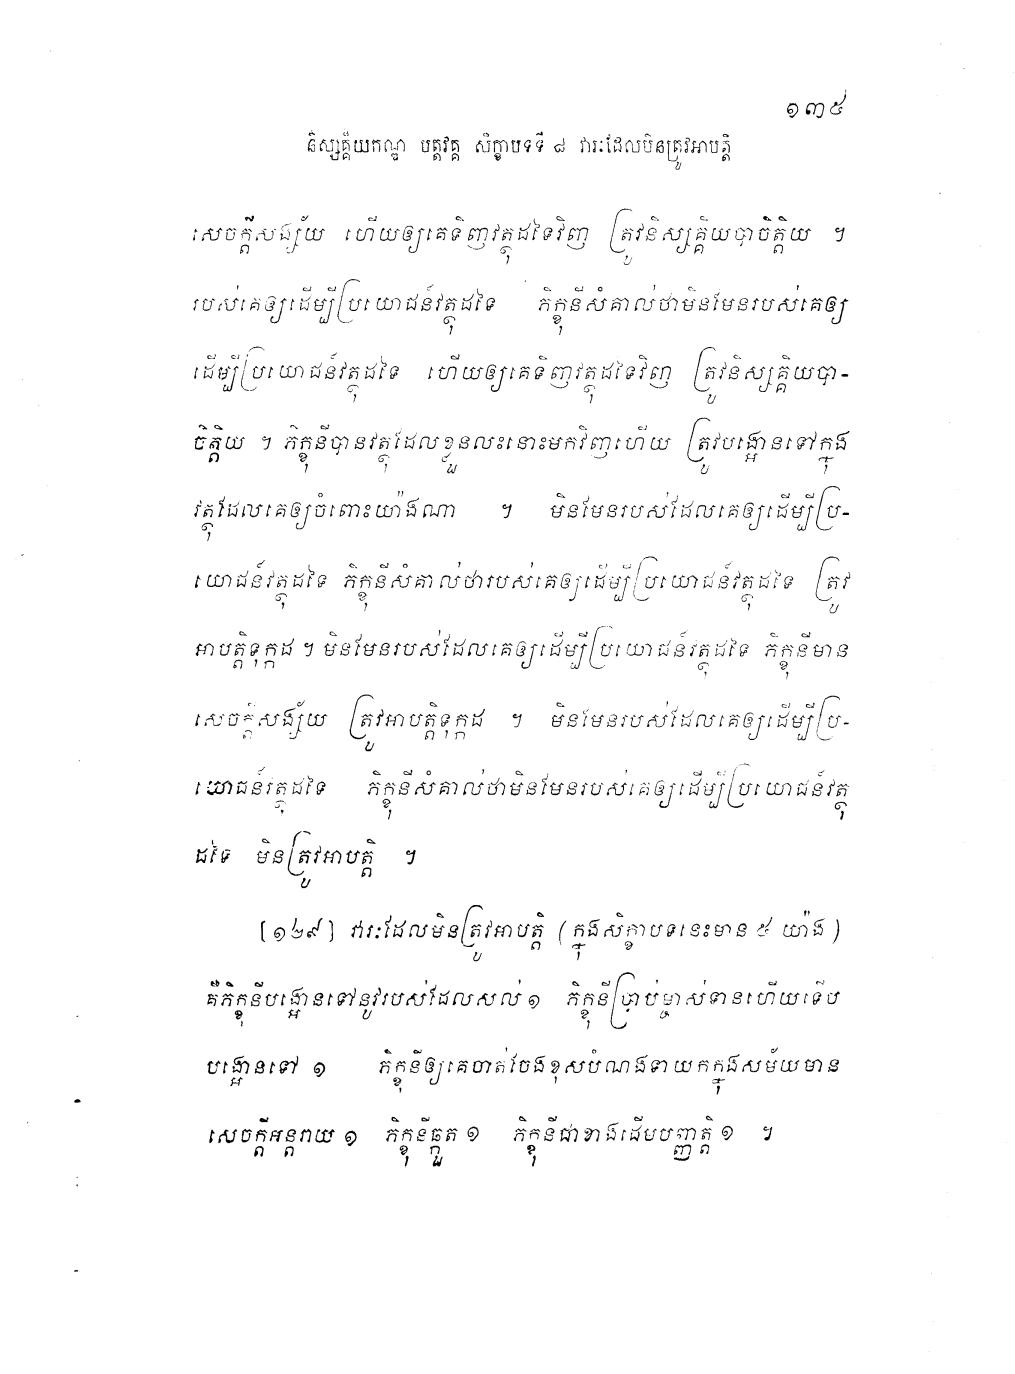 ១៣៥
និស្សគ្គិយកណ្ឌ បត្តវគ្គ សិក្ខាបទទី ៨ វារៈដែលមិនត្រូវអាបត្តិ
សេចក្តីសង្ស័យ ហើយឲ្យគេទិញវត្ថុដទៃវិញ ត្រូវនិស្សគ្គិយបាចិត្តិយ ។
របស់គេឲ្យដើម្បីប្រយោជន៍វត្ថុដទៃ ភិក្ខុនីសំគាល់ថាមិនមែនរបស់គេឲ្យ
ដើម្បីប្រយោជន៍វត្ថុដទៃ ហើយឲ្យគេទិញវត្ថុដទៃវិញ ត្រូវនិស្សគ្គិយបា-
ចិត្តិយ ។ ភិក្ខុនីបានវត្ថុដែលខ្លួនលះនោះមកវិញហើយ ត្រូវបង្អោនទៅក្នុង
វត្ថុដែលគេឲ្យចំពោះយ៉ាងណា ។ មិនមែនរបស់ដែលគេឲ្យដើម្បីប្រ-
យោជន៍វត្ថុដទៃ ភិក្ខុនីសំគាល់ថារបស់គេឲ្យដើម្បីប្រយោជន៍វត្ថុដទៃ ត្រូវ
អាបត្តិទុក្កដ ។ មិនមែនរបស់ដែលគេឲ្យដើម្បីប្រយោជន៍វត្ថុដទៃ ភិក្ខុនីមាន
សេចក្តីសង្ស័យ ត្រូវអាបត្តិទុក្កដ ។ មិនមែនរបស់ដែលគេឲ្យដើម្បីប្រ-
យោជន៍វត្ថុដទៃ ភិក្ខុនីសំគាល់ថាមិនមែនរបស់គេឲ្យដើម្បីប្រយោជន៍វត្ថុ
ដទៃ មិនត្រូវអាបត្តិ ។
[១២៩] វារៈដែលមិនត្រូវអាបត្តិ (ក្នុងសិក្ខាបទនេះមាន ៥ យ៉ាង)
គឺភិក្ខុនីបង្អោនទៅនូវរបស់ដែលសល់ ១ ភិក្ខុនីប្រាប់ម្ចាស់ទានហើយទើប
បង្អោនទៅ ១ ភិក្ខុនីឲ្យគេចាត់ចែងខុសបំណងទាយកក្នុងសម័យមាន
សេចក្តីអន្តរាយ ១ ភិក្ខុនីឆ្កួត ១ ភិក្ខុនីជាខាងដើមបញ្ញត្តិ ១ ។